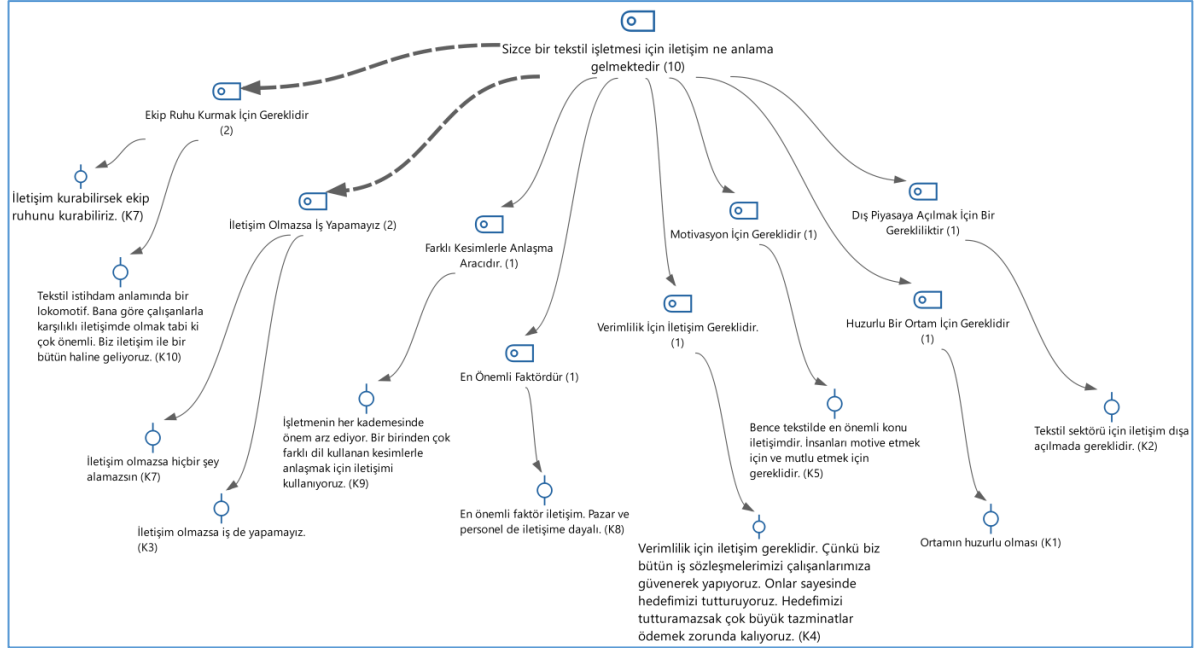 Sizce bir tekstil işletmesi için iletişim ne anlama
gelmektedir (10)
Ekip Ruhu Kurmak İçin Gereklidir
(2)
İletişim kurabilirsek ekip
ruhunu kurabiliriz. (K7)
Tekstil istihdam anlamında bir
lokomotif. Bana göre çalışanlarla
karşılıklı iletişimde olmak tabi ki
çok önemli. Biz iletişim ile bir
bütün haline geliyoruz. (K10)
İletişim Olmazsa İş Yapamayız (2)
İletişim olmazsa hiçbir şey
alamazsın (K7)
İletişim olmazsa iş de yapamayız.
(K3)
Farklı Kesimlerle Anlaşma
Aracıdır. (1)
İşletmenin her kademesinde
önem arz ediyor. Bir birinden çok
farklı dil kullanan kesimlerle
anlaşmak için iletişimi
kullanıyoruz. (K9)
En Önemli Faktördür (1)
En önemli faktör iletişim. Pazar ve
personel de iletişime dayalı. (K8)
Verimlilik İçin İletişim Gereklidir.
(1)
Verimlilik için iletişim gereklidir. Çünkü biz
bütün iş sözleşmelerimizi çalışanlarımıza
güvenerek yapıyoruz. Onlar sayesinde
hedefimizi tutturuyoruz. Hedefimizi
tutturamazsak çok büyük tazminatlar
ödemek zorunda kalıyoruz. (K4)
Motivasyon İçin Gereklidir (1)
Bence tekstilde en önemli konu
iletişimdir. İnsanları motive etmek
için ve mutlu etmek için
gereklidir. (K5)
Huzurlu Bir Ortam İçin Gereklidir
(1)
Ortamın huzurlu olması (K1)
Dış Piyasaya Açılmak İçin Bir
Gerekliliktir (1)
Tekstil sektörü için iletişim dışa
açılmada gereklidir. (K2)